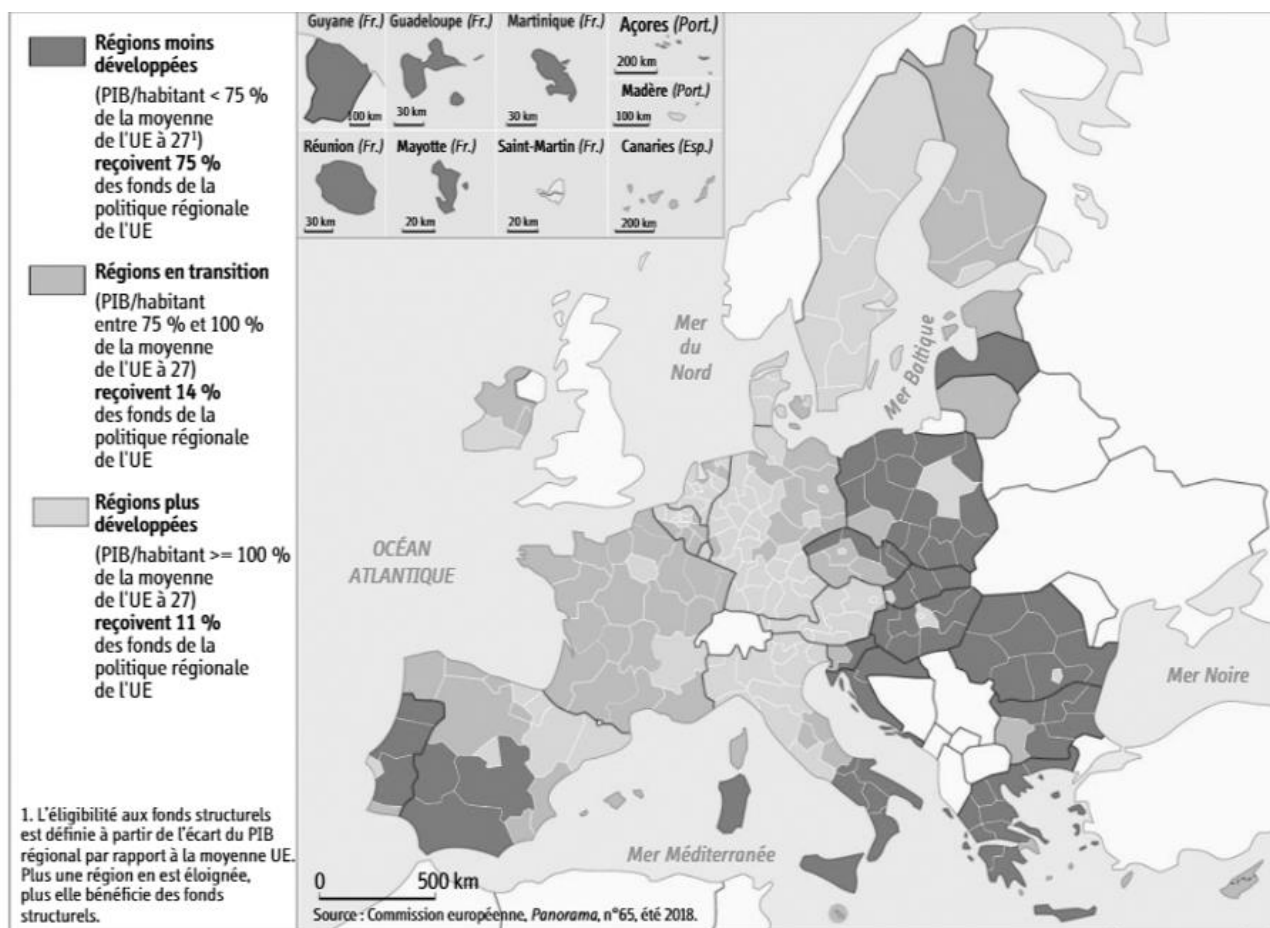 Régions moins
développées
(PIB/habitant < 75 %
de la moyenne
de l'UE à 27¹)
reçoivent 75 %
des fonds de la
politique régionale
de l'UE
Régions en transition
(PIB/habitant
entre 75 % et 100 %
de la moyenne
de l'UE à 27)
reçoivent 14 %
des fonds de la
politique régionale
de l'UE
Régions plus
développées
(PIB/habitant >= 100 %
de la moyenne
de l'UE à 27)
reçoivent 11 %
des fonds de la
politique régionale
de l'UE
1. L'éligibilité aux fonds structurels
est définie à partir de l'écart du PIB
régional par rapport à la moyenne UE.
Plus une région en est éloignée,
plus elle bénéficie des fonds
structurels.
Guyane (Fr.)
100 km
Guadeloupe (Fr.)
30 km
Martinique (Fr.)
30 km
Açores (Port.)
200 km
Madère (Port.)
100 km
Réunion (Fr.)
30 km
Mayotte (Fr.)
20 km
Saint-Martin (Fr.)
20 km
Canaries (Esp.)
200 km
Mer
du
Nord
Mer Baltique
OCÉAN
ATLANTIQUE
Mer Noire
Mer Méditerranée
0 500 km
Source : Commission européenne, Panorama, n°65, été 2018.